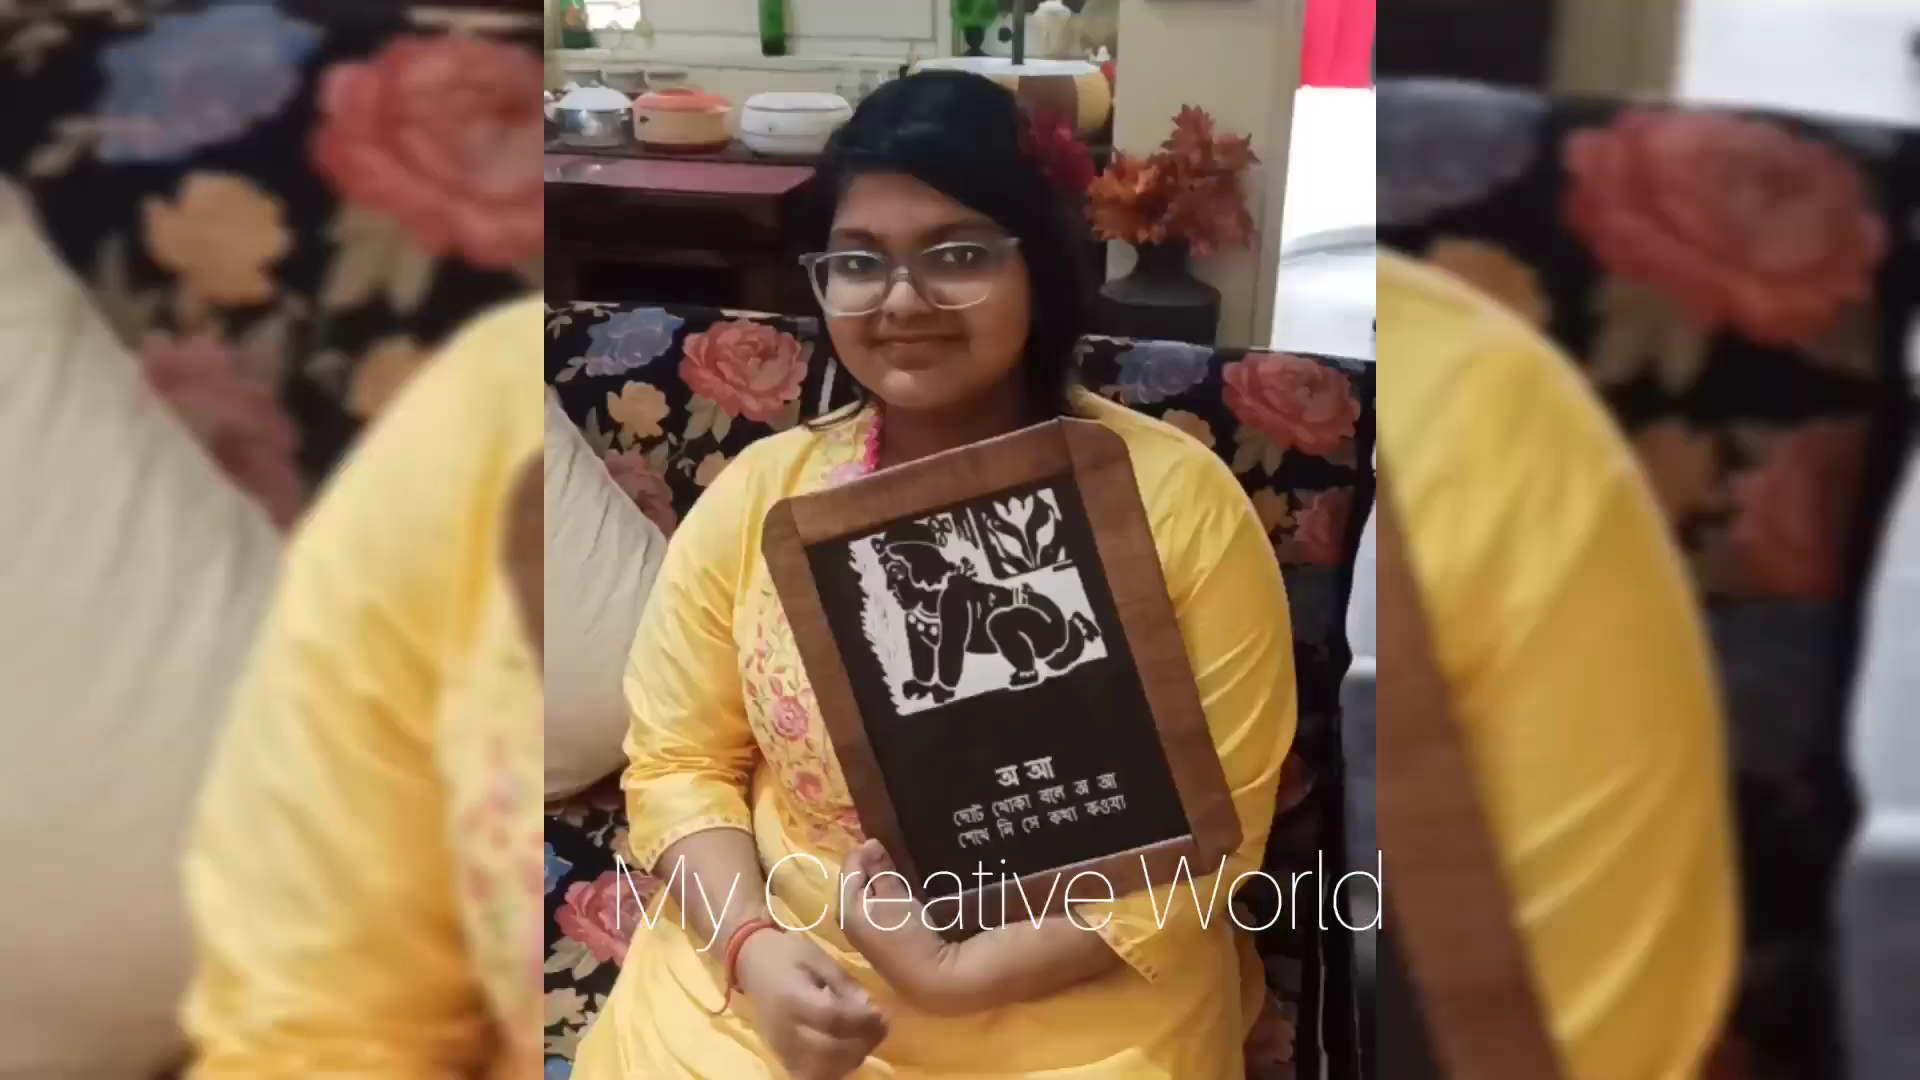 অ আ
ছোট খোকা বলে অ আ
শেখে নি সে কথা কওয়া
My Creative World